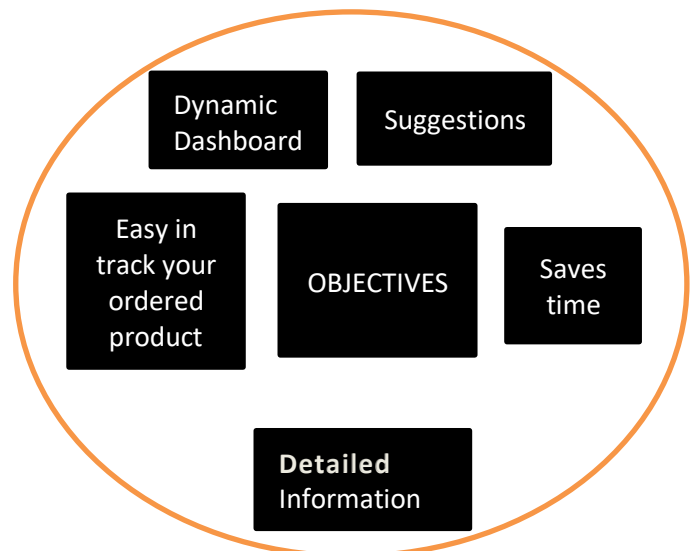 Dynamic
Dashboard
Suggestions
Easy in
track your
ordered
product
OBJECTIVES
Saves
time
Detailed
Information